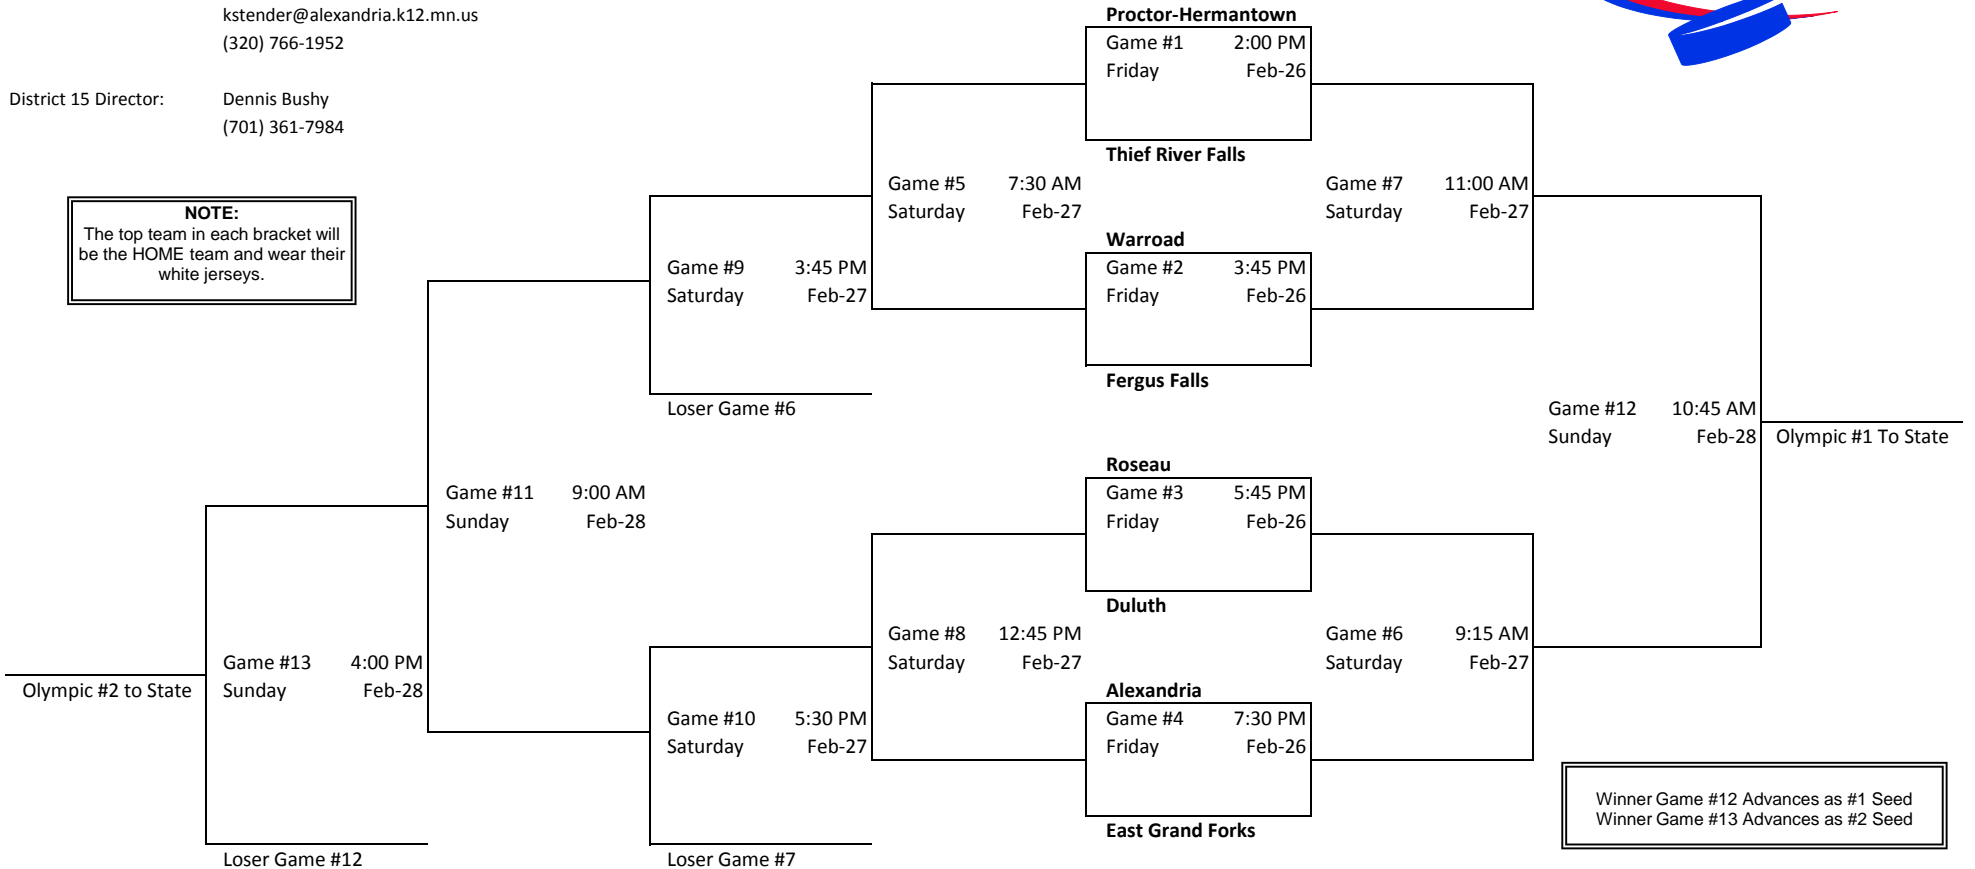 kstender@alexandria.k12.mn.us
(320) 766-1952
District 15 Director: Dennis Bushy
(701) 361-7984
NOTE:
The top team in each bracket will
be the HOME team and wear their
white jerseys.
Proctor-Hermantown
Game #1 2:00 PM
Friday Feb-26
Thief River Falls
Game #5 7:30 AM
Saturday Feb-27
Game #7 11:00 AM
Saturday Feb-27
Warroad
Game #9 3:45 PM
Saturday Feb-27
Game #2 3:45 PM
Friday Feb-26
Fergus Falls
Loser Game #6
Game #12 10:45 AM
Sunday Feb-28
Olympic #1 To State
Roseau
Game #11 9:00 AM
Sunday Feb-28
Game #3 5:45 PM
Friday Feb-26
Duluth
Game #8 12:45 PM
Saturday Feb-27
Game #6 9:15 AM
Saturday Feb-27
Game #13 4:00 PM
Sunday Feb-28
Olympic #2 to State
Alexandria
Game #10 5:30 PM
Saturday Feb-27
Game #4 7:30 PM
Friday Feb-26
East Grand Forks
Winner Game #12 Advances as #1 Seed
Winner Game #13 Advances as #2 Seed
Loser Game #12
Loser Game #7